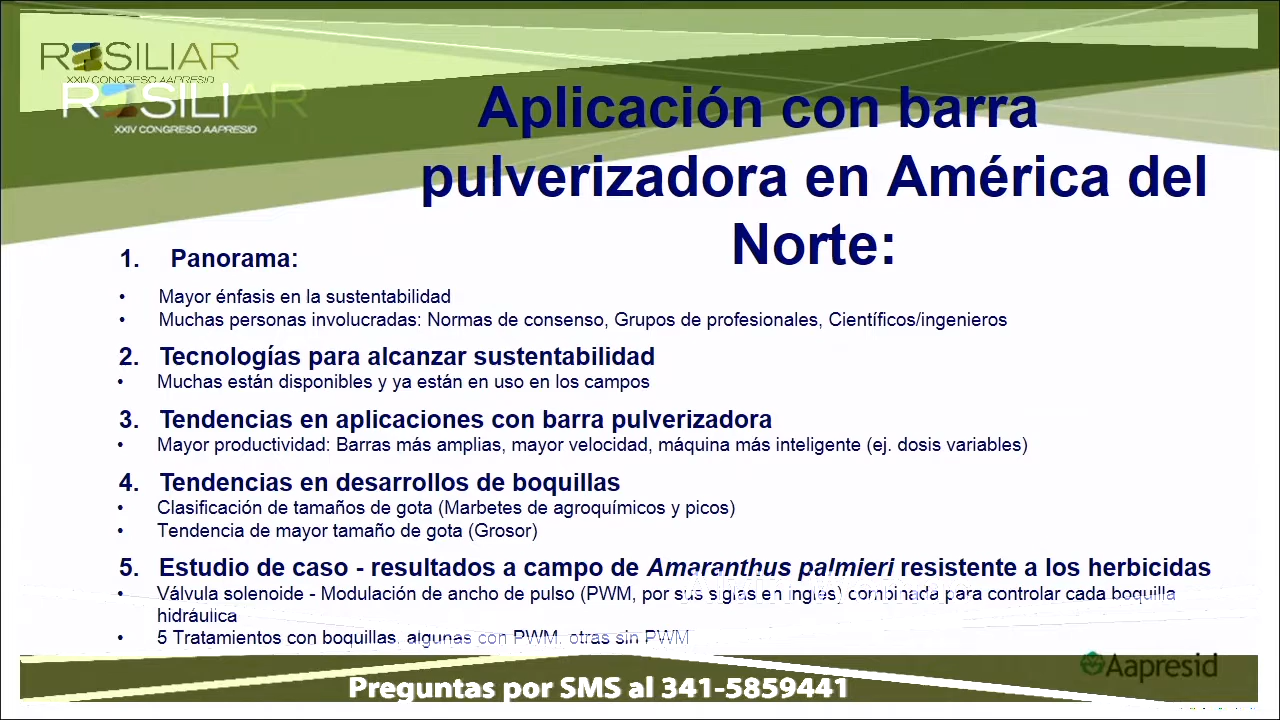 RESILIAR
XXIV CONGRESO AAPRESID
RESILIAR
XXIV CONGRESO AAPRESID
Aplicación con barra
pulverizadora en América del
Norte:
1. Panorama:
• Mayor énfasis en la sustentabilidad
• Muchas personas involucradas: Normas de consenso, Grupos de profesionales, Científicos/ingenieros
2. Tecnologías para alcanzar sustentabilidad
• Muchas están disponibles y ya están en uso en los campos
3. Tendencias en aplicaciones con barra pulverizadora
• Mayor productividad: Barras más amplias, mayor velocidad, máquina más inteligente (ej. dosis variables)
4. Tendencias en desarrollos de boquillas
• Clasificación de tamaños de gota (Marbetes de agroquímicos y picos)
• Tendencia de mayor tamaño de gota (Grosor)
5. Estudio de caso - resultados a campo de Amaranthus palmieri resistente a los herbicidas
• Válvula solenoide - Modulación de ancho de pulso (PWM, por sus siglas en inglés) combinada para controlar cada boquilla
hidráulica
• 5 Tratamientos con boquillas, algunas con PWM, otras sin PWM
Aapresid
Preguntas por SMS al 341-5859441